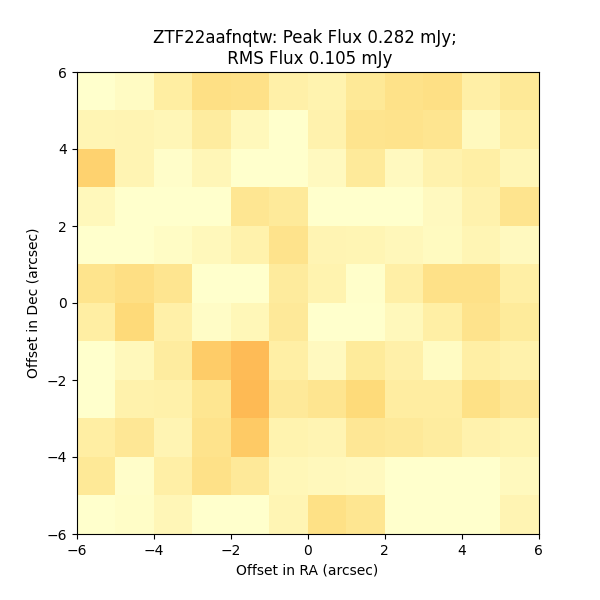 ZTF22aafnqtw: Peak Flux 0.282 mJy;
RMS Flux 0.105 mJy
6
4
2
0
−2
−4
−6
Offset in Dec (arcsec)
−6 −4 −2 0 2 4 6
Offset in RA (arcsec)